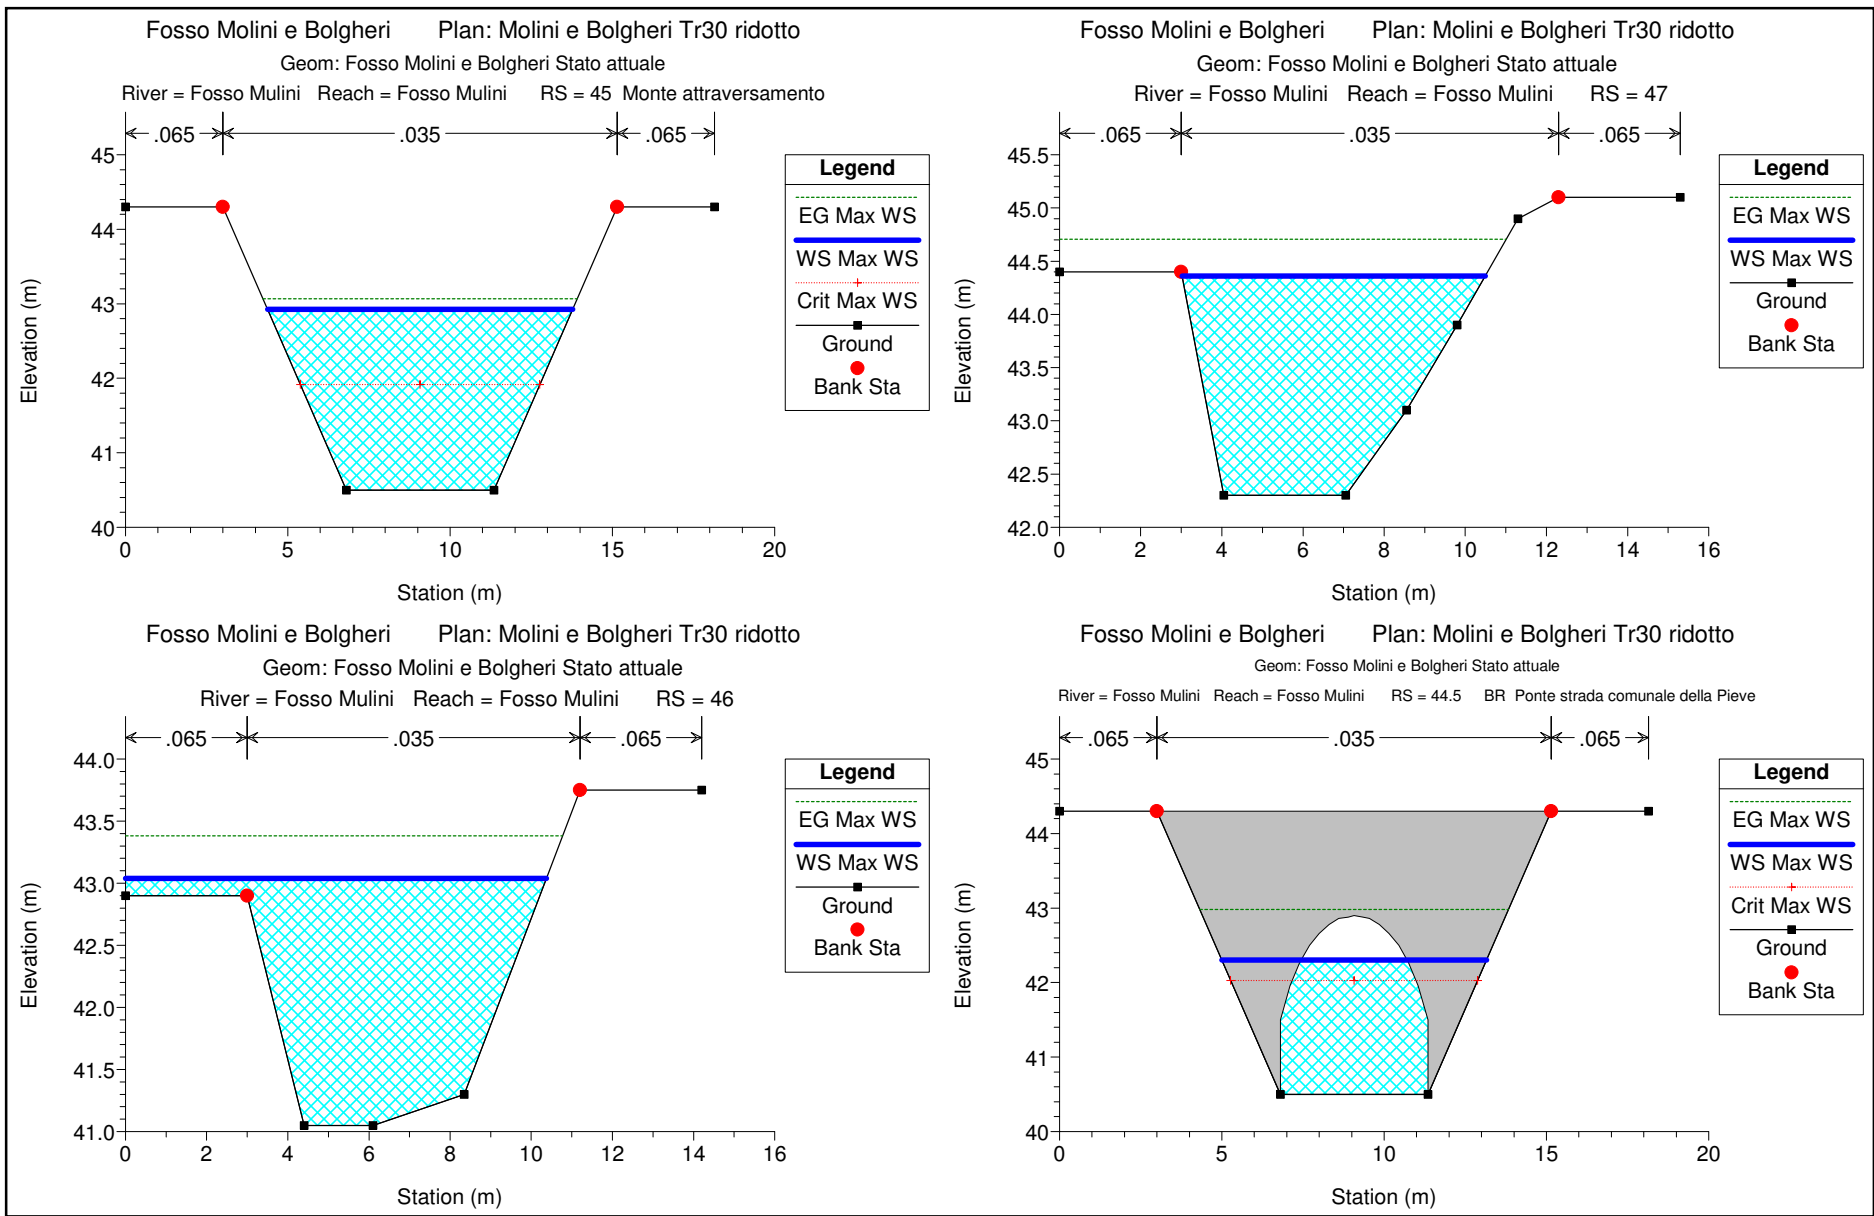 Fosso Molini e Bolgheri Plan: Molini e Bolgheri Tr30 ridotto
Geom: Fosso Molini e Bolgheri Stato attuale
River = Fosso Mulini Reach = Fosso Mulini RS = 45 Monte attraversamento
.065 .035 .065
45
44
43
42
41
40
Elevation (m)
0 5 10 15 20
Station (m)
Legend
EG Max WS
WS Max WS
Crit Max WS
Ground
Bank Sta
Fosso Molini e Bolgheri Plan: Molini e Bolgheri Tr30 ridotto
Geom: Fosso Molini e Bolgheri Stato attuale
River = Fosso Mulini Reach = Fosso Mulini RS = 47
.065 .035 .065
45.5
45.0
44.5
44.0
43.5
43.0
42.5
42.0
Elevation (m)
0 2 4 6 8 10 12 14 16
Station (m)
Legend
EG Max WS
WS Max WS
Ground
Bank Sta
Fosso Molini e Bolgheri Plan: Molini e Bolgheri Tr30 ridotto
Geom: Fosso Molini e Bolgheri Stato attuale
River = Fosso Mulini Reach = Fosso Mulini RS = 46
.065 .035 .065
44.0
43.5
43.0
42.5
42.0
41.5
41.0
Elevation (m)
0 2 4 6 8 10 12 14 16
Station (m)
Legend
EG Max WS
WS Max WS
Ground
Bank Sta
Fosso Molini e Bolgheri Plan: Molini e Bolgheri Tr30 ridotto
Geom: Fosso Molini e Bolgheri Stato attuale
River = Fosso Mulini Reach = Fosso Mulini RS = 44.5 BR Ponte strada comunale della Pieve
.065 .035 .065
45
44
43
42
41
40
Elevation (m)
0 5 10 15 20
Station (m)
Legend
EG Max WS
WS Max WS
Crit Max WS
Ground
Bank Sta